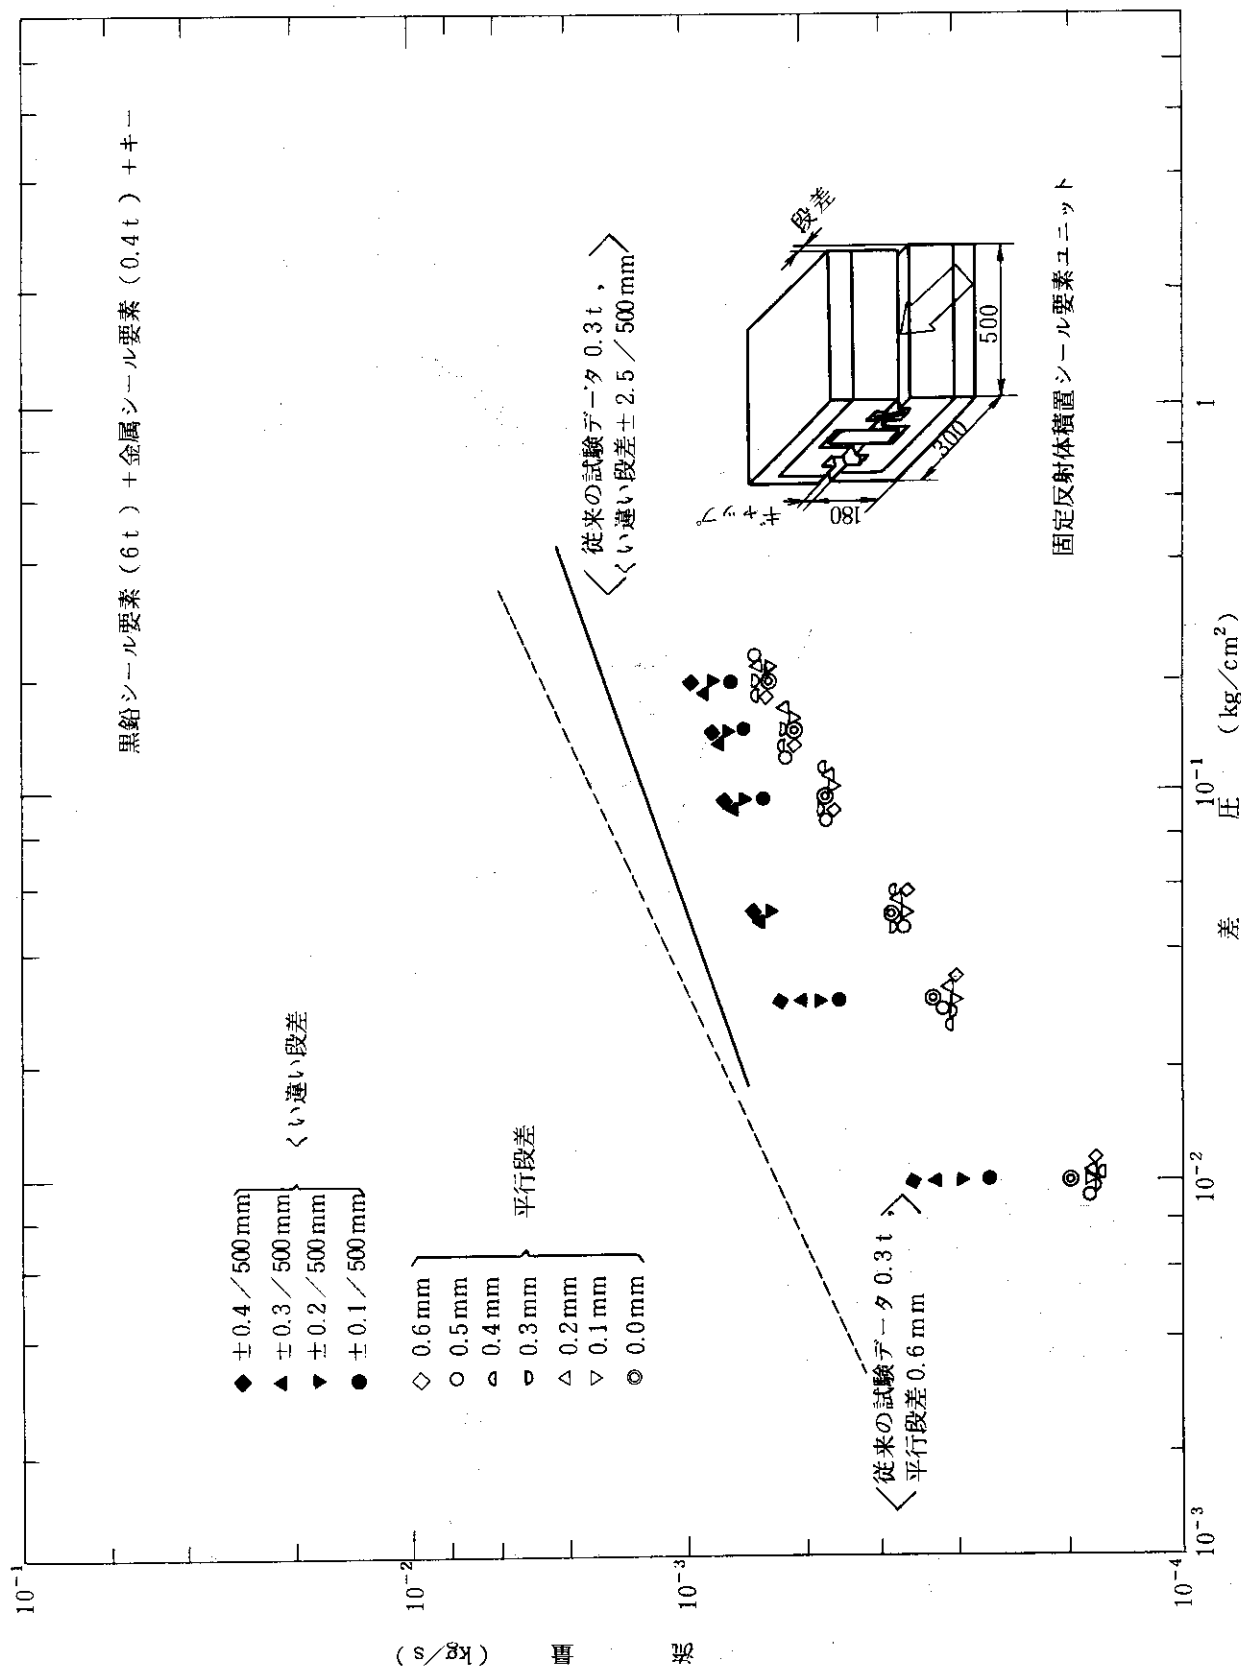 黒鉛シール要素(6t)+金属シール要素(0.4t)+キー
◆ ±0.4/500mm
▲ ±0.3/500mm
▼ ±0.2/500mm
● ±0.1/500mm
くい違い段差
◇ 0.6mm
○ 0.5mm
0.4mm
0.3mm
△ 0.2mm
▽ 0.1mm
◎ 0.0mm
平行段差
従来の試験データ0.3t,
くい違い段差±2.5/500mm
従来の試験データ0.3t,
平行段差0.6mm
段差
ギャップ
180
300
500
固定反射体積置シール要素ユニット
10⁻¹
10⁻²
10⁻³
10⁻⁴
流量 (kg/s)
10⁻³
10⁻²
10⁻¹
1
差圧 (kg/cm²)